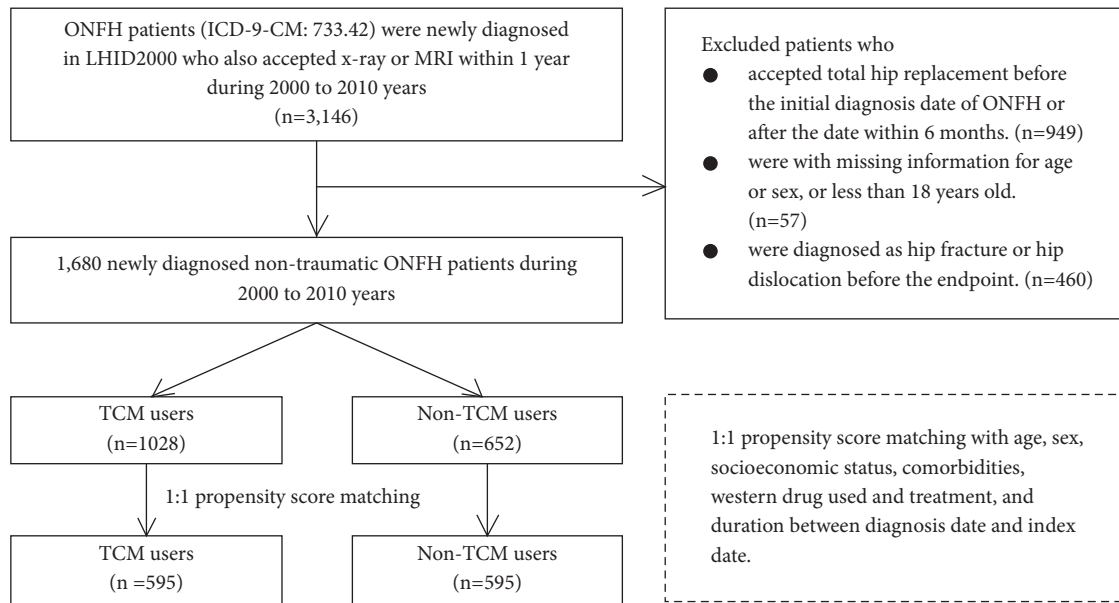 ONFH patients (ICD-9-CM: 733.42) were newly diagnosed
in LHID2000 who also accepted x-ray or MRI within 1 year
during 2000 to 2010 years
(n=3,146)
Excluded patients who
● accepted total hip replacement before
the initial diagnosis date of ONFH or
after the date within 6 months. (n=949)
● were with missing information for age
or sex, or less than 18 years old.
(n=57)
● were diagnosed as hip fracture or hip
dislocation before the endpoint. (n=460)
1,680 newly diagnosed non-traumatic ONFH patients during
2000 to 2010 years
TCM users
(n=1028)
Non-TCM users
(n=652)
1:1 propensity score matching
TCM users
(n =595)
Non-TCM users
(n=595)
1:1 propensity score matching with age, sex,
socioeconomic status, comorbidities,
western drug used and treatment, and
duration between diagnosis date and index
date.